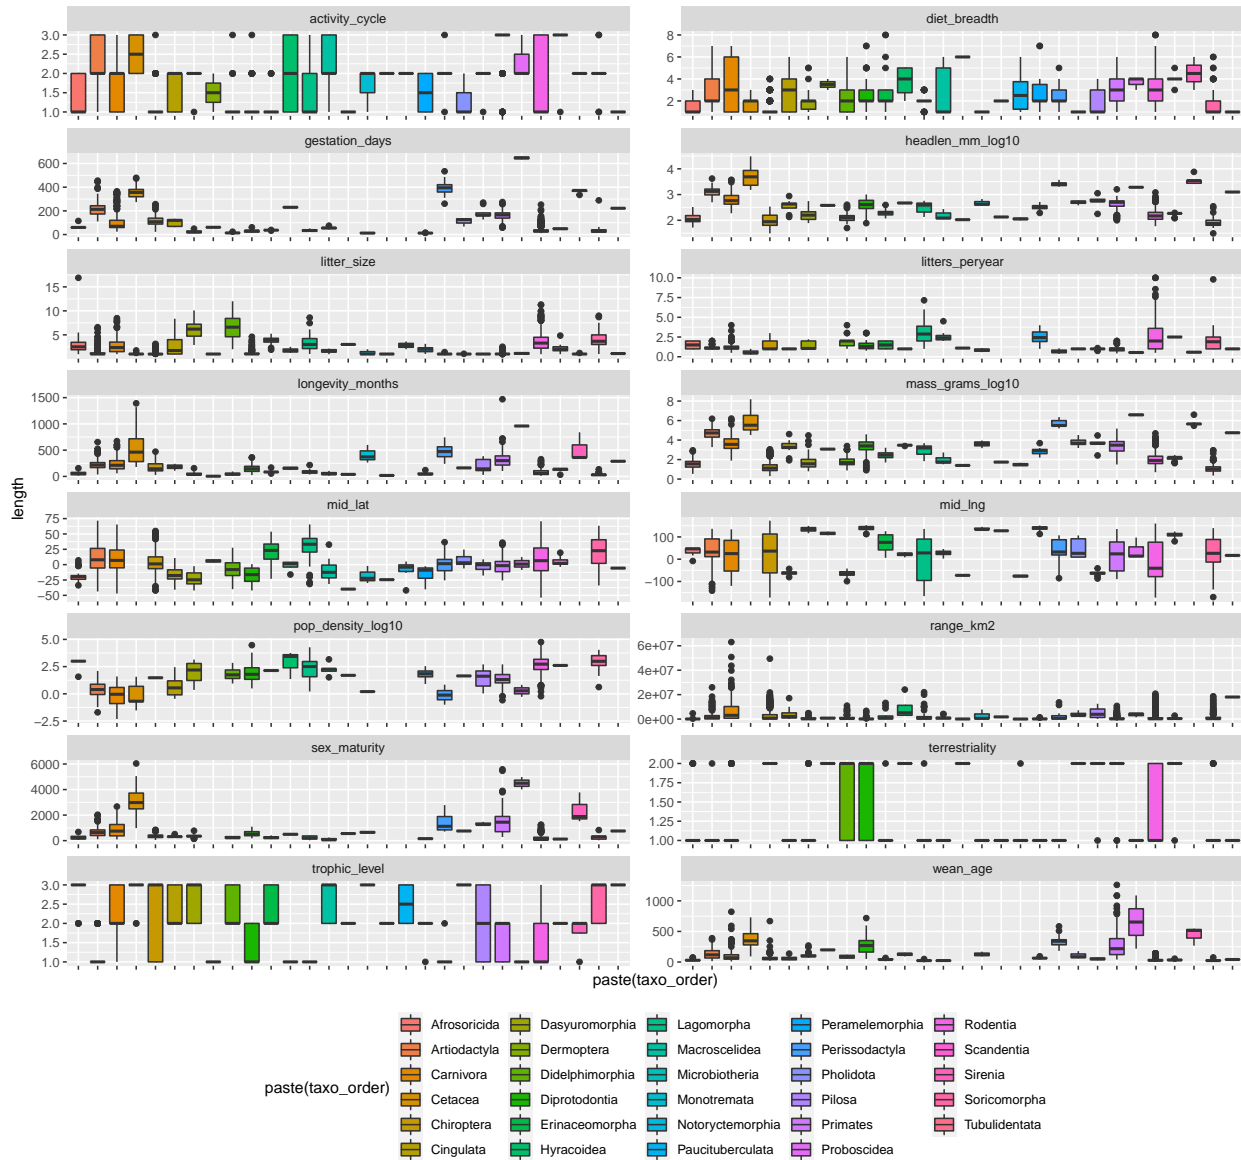 activity_cycle
3.0
2.5
2.0
1.5
1.0
diet_breadth
8
6
4
2
gestation_days
600
400
200
0
headlen_mm_log10
4
3
2
litter_size
15
10
5
litters_peryear
10.0
7.5
5.0
2.5
0.0
longevity_months
1500
1000
500
0
mass_grams_log10
8
6
4
2
0
mid_lat
75
50
25
0
−25
−50
mid_lng
100
0
−100
pop_density_log10
5.0
2.5
0.0
−2.5
range_km2
6e+07
4e+07
2e+07
0e+00
sex_maturity
6000
4000
2000
0
terrestriality
2.00
1.75
1.50
1.25
1.00
trophic_level
3.0
2.5
2.0
1.5
1.0
wean_age
1000
500
0
length
paste(taxo_order)
paste(taxo_order)
Afrosoricida
Artiodactyla
Carnivora
Cetacea
Chiroptera
Cingulata
Dasyuromorphia
Dermoptera
Didelphimorphia
Diprotodontia
Erinaceomorpha
Hyracoidea
Lagomorpha
Macroscelidea
Microbiotheria
Monotremata
Notoryctemorphia
Paucituberculata
Peramelemorphia
Perissodactyla
Pholidota
Pilosa
Primates
Proboscidea
Rodentia
Scandentia
Sirenia
Soricomorpha
Tubulidentata